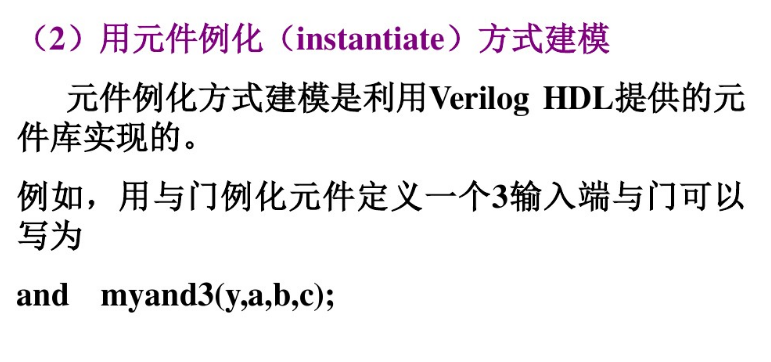 （2）用元件例化（instantiate）方式建模
元件例化方式建模是利用Verilog HDL提供的元
件库实现的。
例如，用与门例化元件定义一个3输入端与门可以
写为
and myand3(y,a,b,c);